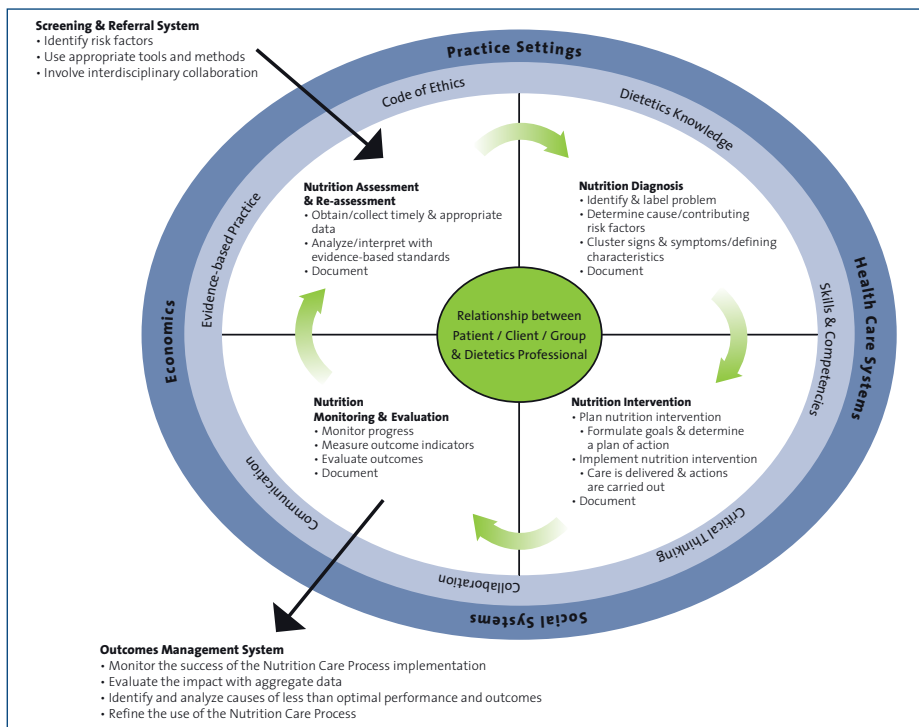 Screening & Referral System
• Identify risk factors
• Use appropriate tools and methods
• Involve interdisciplinary collaboration
Practice Settings
Code of Ethics
Dietetics Knowledge
Nutrition Assessment
& Re-assessment
• Obtain/collect timely & appropriate
data
• Analyze/interpret with
evidence-based standards
• Document
Nutrition Diagnosis
• Identify & label problem
• Determine cause/contributing
risk factors
• Cluster signs & symptoms/defining
characteristics
• Document
Evidence-based Practice
Economics
Relationship between
Patient / Client / Group
& Dietetics Professional
Skills & Competencies
Health Care Systems
Nutrition
Monitoring & Evaluation
• Monitor progress
• Measure outcome indicators
• Evaluate outcomes
• Document
Nutrition Intervention
• Plan nutrition intervention
• Formulate goals & determine
a plan of action
• Implement nutrition intervention
• Care is delivered & actions
are carried out
• Document
Communication
Critical Thinking
Collaboration
Social Systems
Outcomes Management System
• Monitor the success of the Nutrition Care Process implementation
• Evaluate the impact with aggregate data
• Identify and analyze causes of less than optimal performance and outcomes
• Refine the use of the Nutrition Care Process